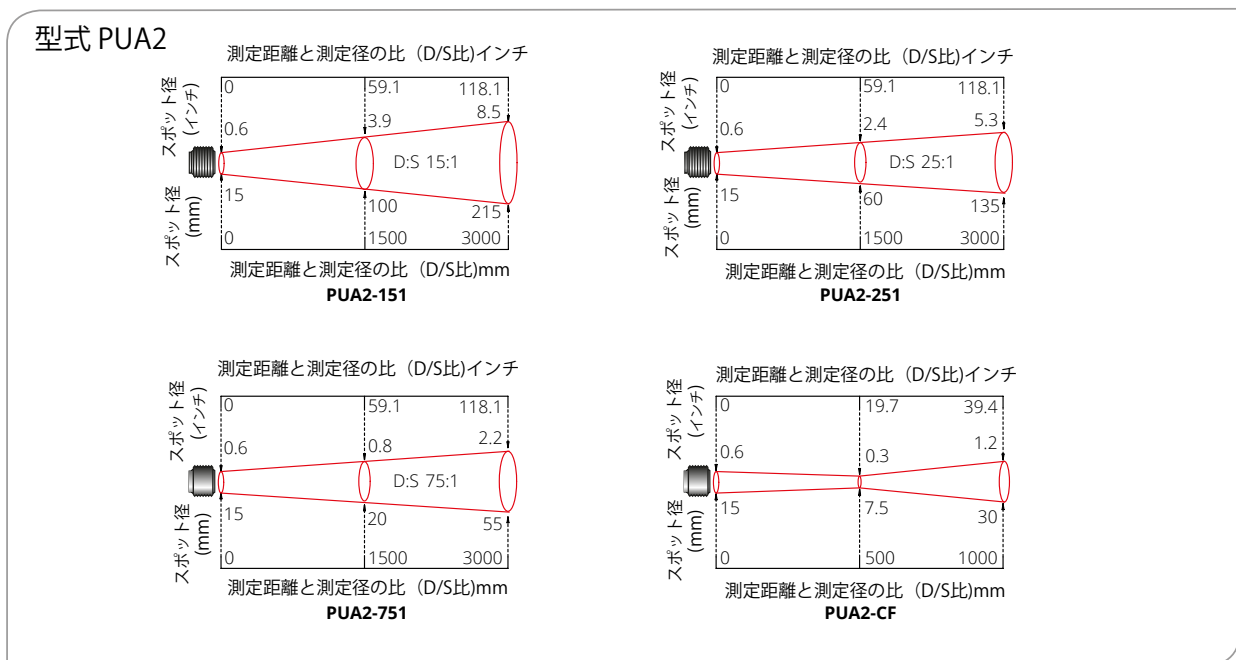 型式 PUA2
測定距離と測定径の比（D/S比)インチ
スポット径
(インチ)
0
59.1
118.1
0.6
3.9
8.5
D:S 15:1
スポット径
(mm)
15
100
215
0
1500
3000
測定距離と測定径の比（D/S比)mm
PUA2-151
測定距離と測定径の比（D/S比)インチ
スポット径
(インチ)
0
59.1
118.1
0.6
2.4
5.3
D:S 25:1
スポット径
(mm)
15
60
135
0
1500
3000
測定距離と測定径の比（D/S比)mm
PUA2-251
測定距離と測定径の比（D/S比)インチ
スポット径
(インチ)
0
59.1
118.1
0.6
0.8
2.2
D:S 75:1
スポット径
(mm)
15
20
55
0
1500
3000
測定距離と測定径の比（D/S比)mm
PUA2-751
測定距離と測定径の比（D/S比)インチ
スポット径
(インチ)
0
19.7
39.4
0.6
0.3
1.2
スポット径
(mm)
15
7.5
30
0
500
1000
測定距離と測定径の比（D/S比)mm
PUA2-CF